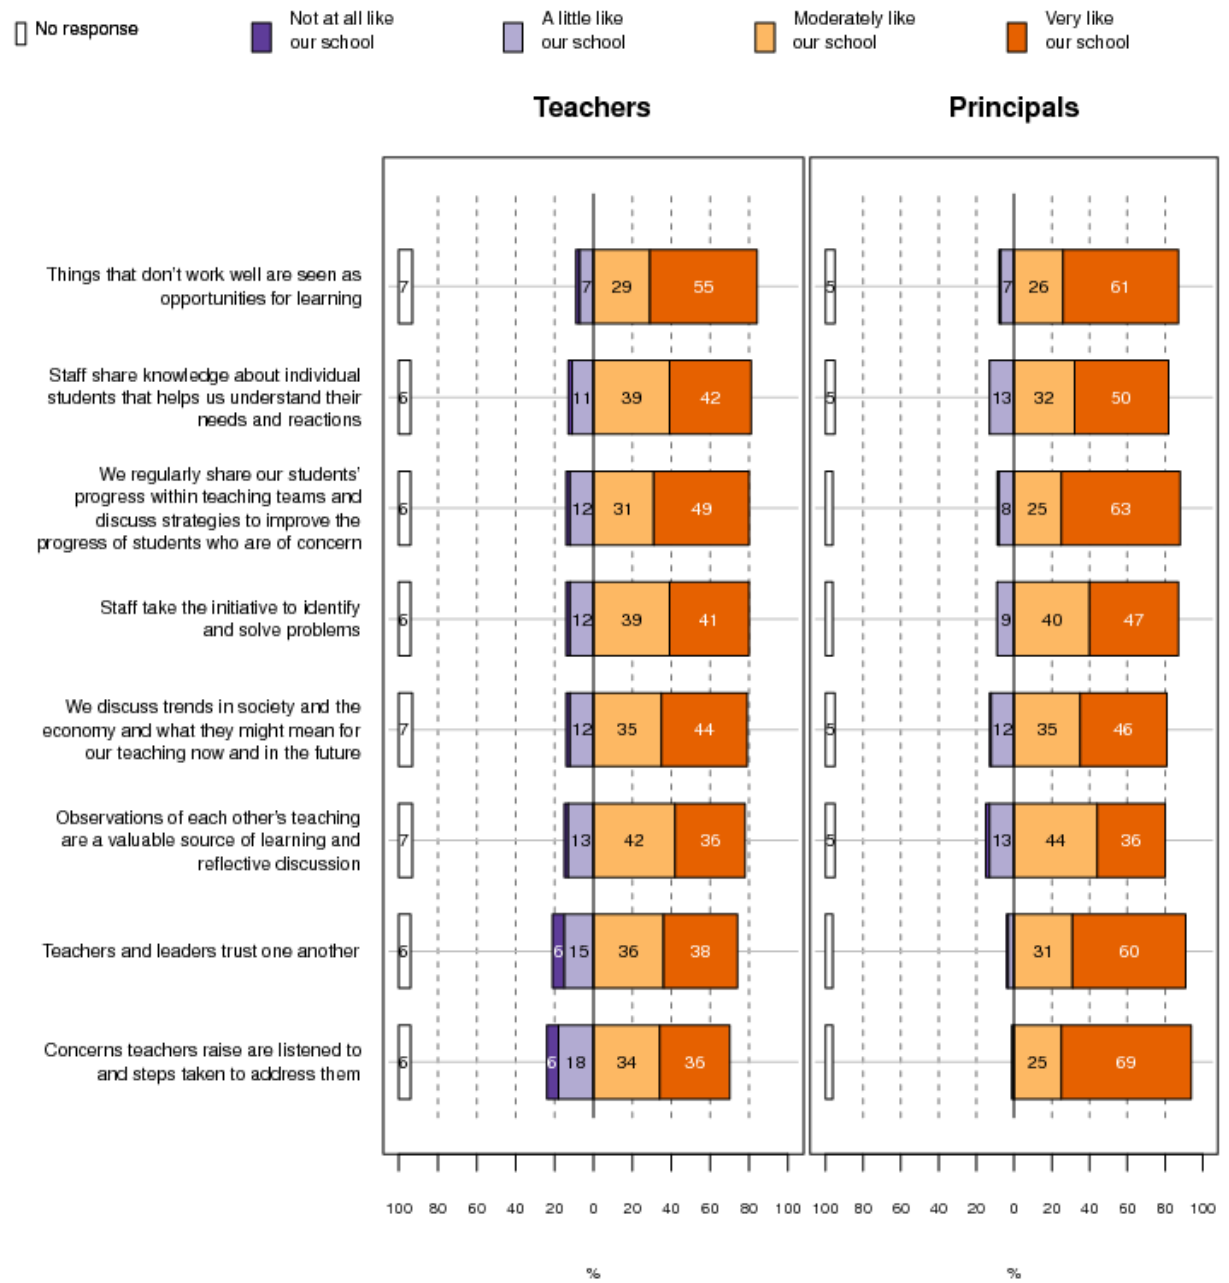 No response
Not at all like
our school
A little like
our school
Moderately like
our school
Very like
our school
Teachers
Principals
Things that don't work well are seen as
opportunities for learning
7 7 29 55
5 7 26 61
Staff share knowledge about individual
students that helps us understand their
needs and reactions
6 11 39 42
5 13 32 50
We regularly share our students'
progress within teaching teams and
discuss strategies to improve the
progress of students who are of concern
6 12 31 49
8 25 63
Staff take the initiative to identify
and solve problems
6 12 39 41
9 40 47
We discuss trends in society and the
economy and what they might mean for
our teaching now and in the future
7 12 35 44
5 12 35 46
Observations of each other's teaching
are a valuable source of learning and
reflective discussion
7 13 42 36
5 13 44 36
Teachers and leaders trust one another
6 6 15 36 38
31 60
Concerns teachers raise are listened to
and steps taken to address them
6 6 18 34 36
25 69
100 80 60 40 20 0 20 40 60 80 100
100 80 60 40 20 0 20 40 60 80 100
%
%